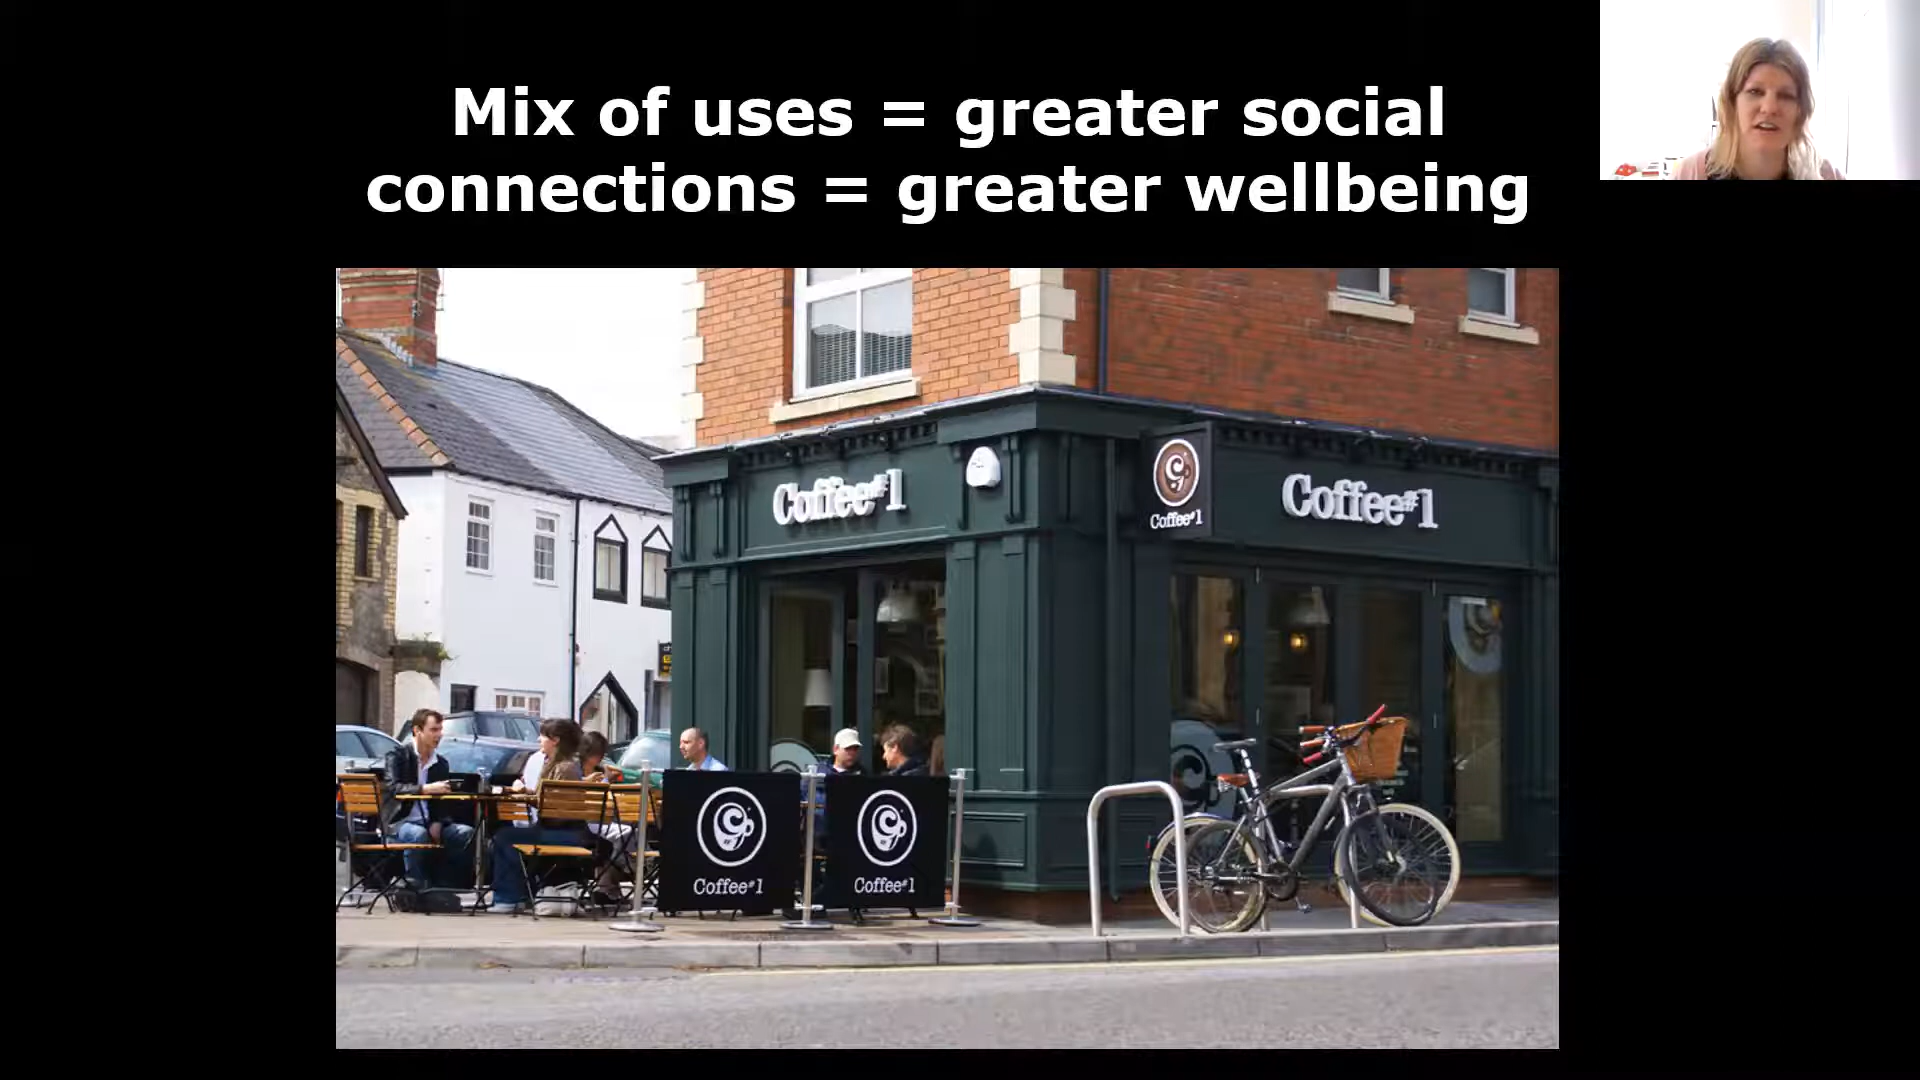 Mix of uses = greater social
connections = greater wellbeing
Coffee#1
Coffee#1
Coffee#1
Coffee#1
Coffee#1